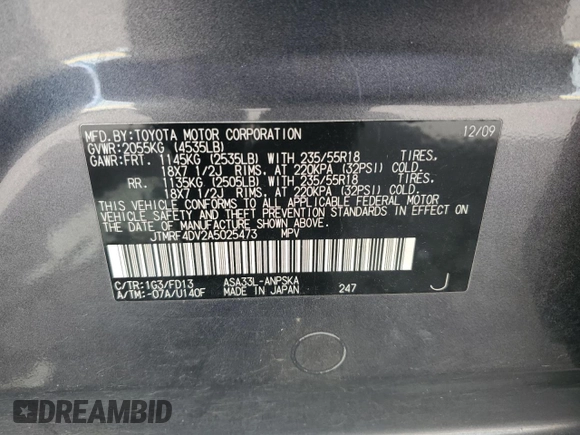 MFD.BY:TOYOTA MOTOR CORPORATION 12/09
GVWR:2055KG (4535LB)
GAWR:FRT. 1145KG (2535LB) WITH 235/55R18 TIRES,
18X7 1/2J RIMS, AT 220KPA (32PSI) COLD.
RR. 1135KG (2505LB) WITH 235/55R18 TIRES,
18X7 1/2J RIMS, AT 220KPA (32PSI) COLD.
THIS VEHICLE CONFORMS TO ALL APPLICABLE FEDERAL MOTOR
VEHICLE SAFETY AND THEFT PREVENTION STANDARDS IN EFFECT ON
THE DATE OF MANUFACTURE SHOWN ABOVE.
JTMRF4DV2A5025473 MPV
C/TR:1G3/FD13 ASA33L-ANPSKA J
A/TM:-07A/U140F MADE IN JAPAN 247
DREAMBID